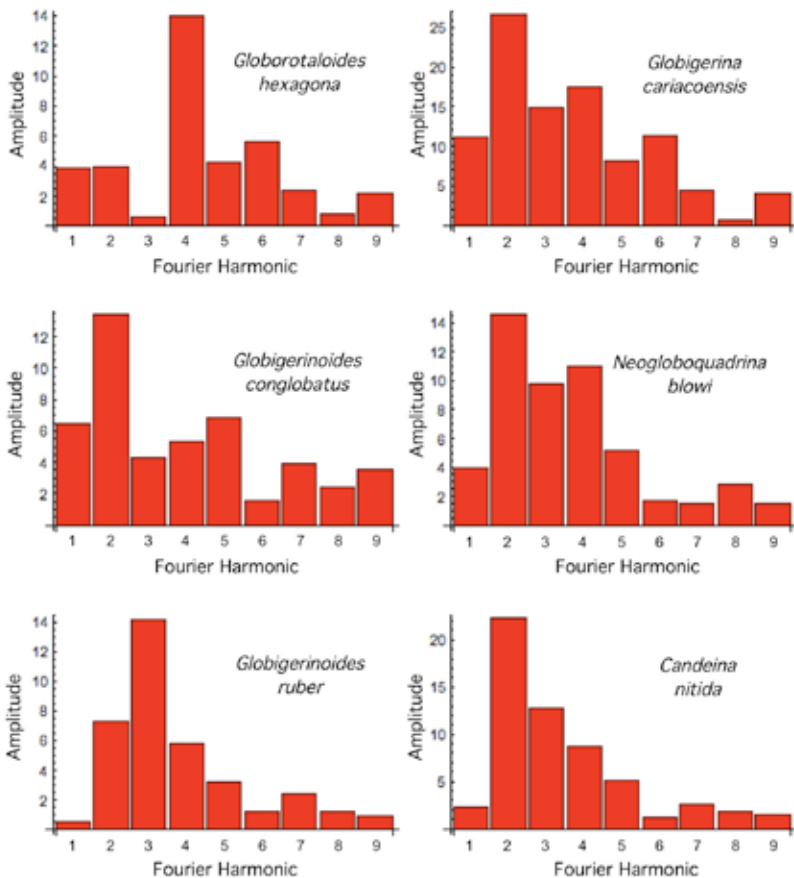 Globorotaloides
hexagona
Amplitude
14
12
10
8
6
4
2
1 2 3 4 5 6 7 8 9
Fourier Harmonic
Globigerina
cariacoensis
Amplitude
25
20
15
10
5
1 2 3 4 5 6 7 8 9
Fourier Harmonic
Globigerinoides
conglobatus
Amplitude
12
10
8
6
4
2
1 2 3 4 5 6 7 8 9
Fourier Harmonic
Neogloboquadrina
blowi
Amplitude
14
12
10
8
6
4
2
1 2 3 4 5 6 7 8 9
Fourier Harmonic
Globigerinoides
ruber
Amplitude
14
12
10
8
6
4
2
1 2 3 4 5 6 7 8 9
Fourier Harmonic
Candeina
nitida
Amplitude
20
15
10
5
1 2 3 4 5 6 7 8 9
Fourier Harmonic